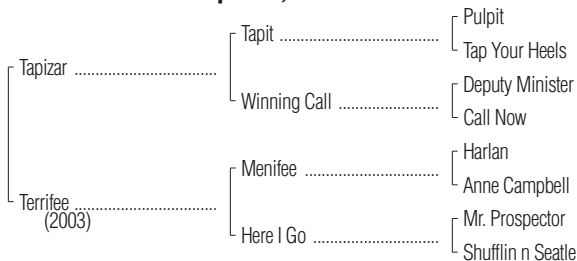 Pulpit
Tapit ..........................................
Tap Your Heels
Tapizar .....................................
Deputy Minister
Winning Call ..........................
Call Now
Harlan
Menifee ...................................
Anne Campbell
Terrifee .....................................
(2003)
Mr. Prospector
Here I Go .................................
Shufflin n Seatle